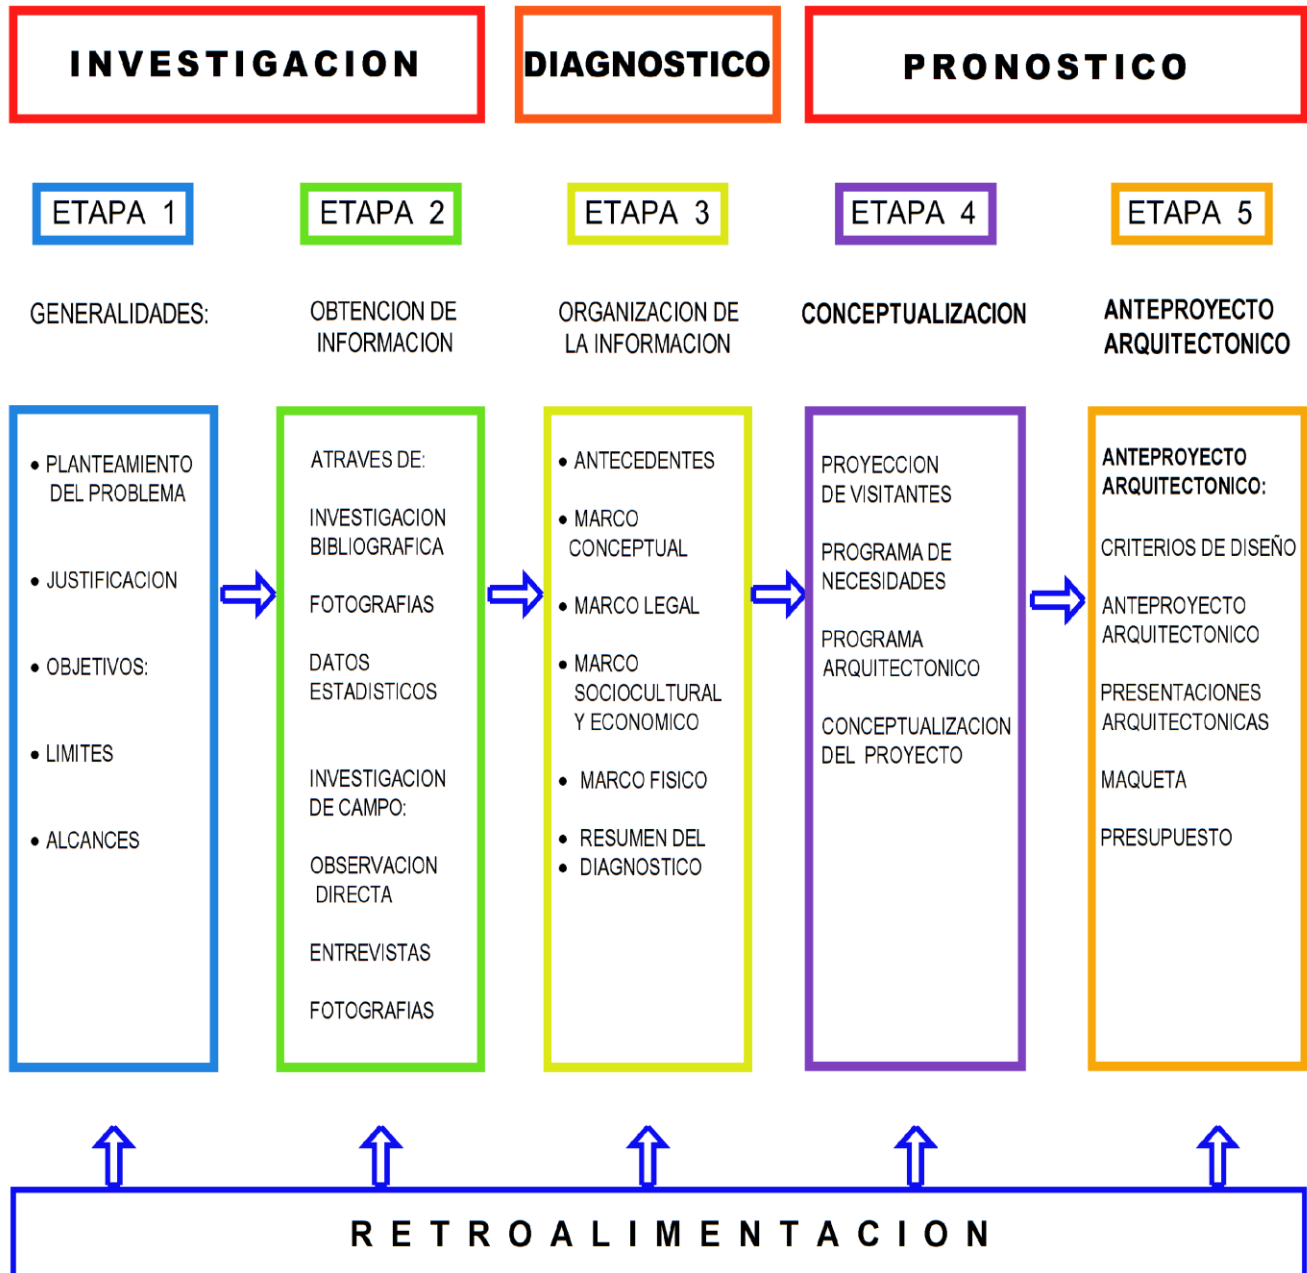 INVESTIGACION
DIAGNOSTICO
PRONOSTICO
ETAPA 1
ETAPA 2
ETAPA 3
ETAPA 4
ETAPA 5
GENERALIDADES:
OBTENCION DE
INFORMACION
ORGANIZACION DE
LA INFORMACION
CONCEPTUALIZACION
ANTEPROYECTO
ARQUITECTONICO
• PLANTEAMIENTO
DEL PROBLEMA
• JUSTIFICACION
• OBJETIVOS:
• LIMITES
• ALCANCES
ATRAVES DE:
INVESTIGACION
BIBLIOGRAFICA
FOTOGRAFIAS
DATOS
ESTADISTICOS
INVESTIGACION
DE CAMPO:
OBSERVACION
DIRECTA
ENTREVISTAS
FOTOGRAFIAS
• ANTECEDENTES
• MARCO
CONCEPTUAL
• MARCO LEGAL
• MARCO
SOCIOCULTURAL
Y ECONOMICO
• MARCO FISICO
• RESUMEN DEL
• DIAGNOSTICO
PROYECCION
DE VISITANTES
PROGRAMA DE
NECESIDADES
PROGRAMA
ARQUITECTONICO
CONCEPTUALIZACION
DEL PROYECTO
ANTEPROYECTO
ARQUITECTONICO:
CRITERIOS DE DISEÑO
ANTEPROYECTO
ARQUITECTONICO
PRESENTACIONES
ARQUITECTONICAS
MAQUETA
PRESUPUESTO
RETROALIMENTACION